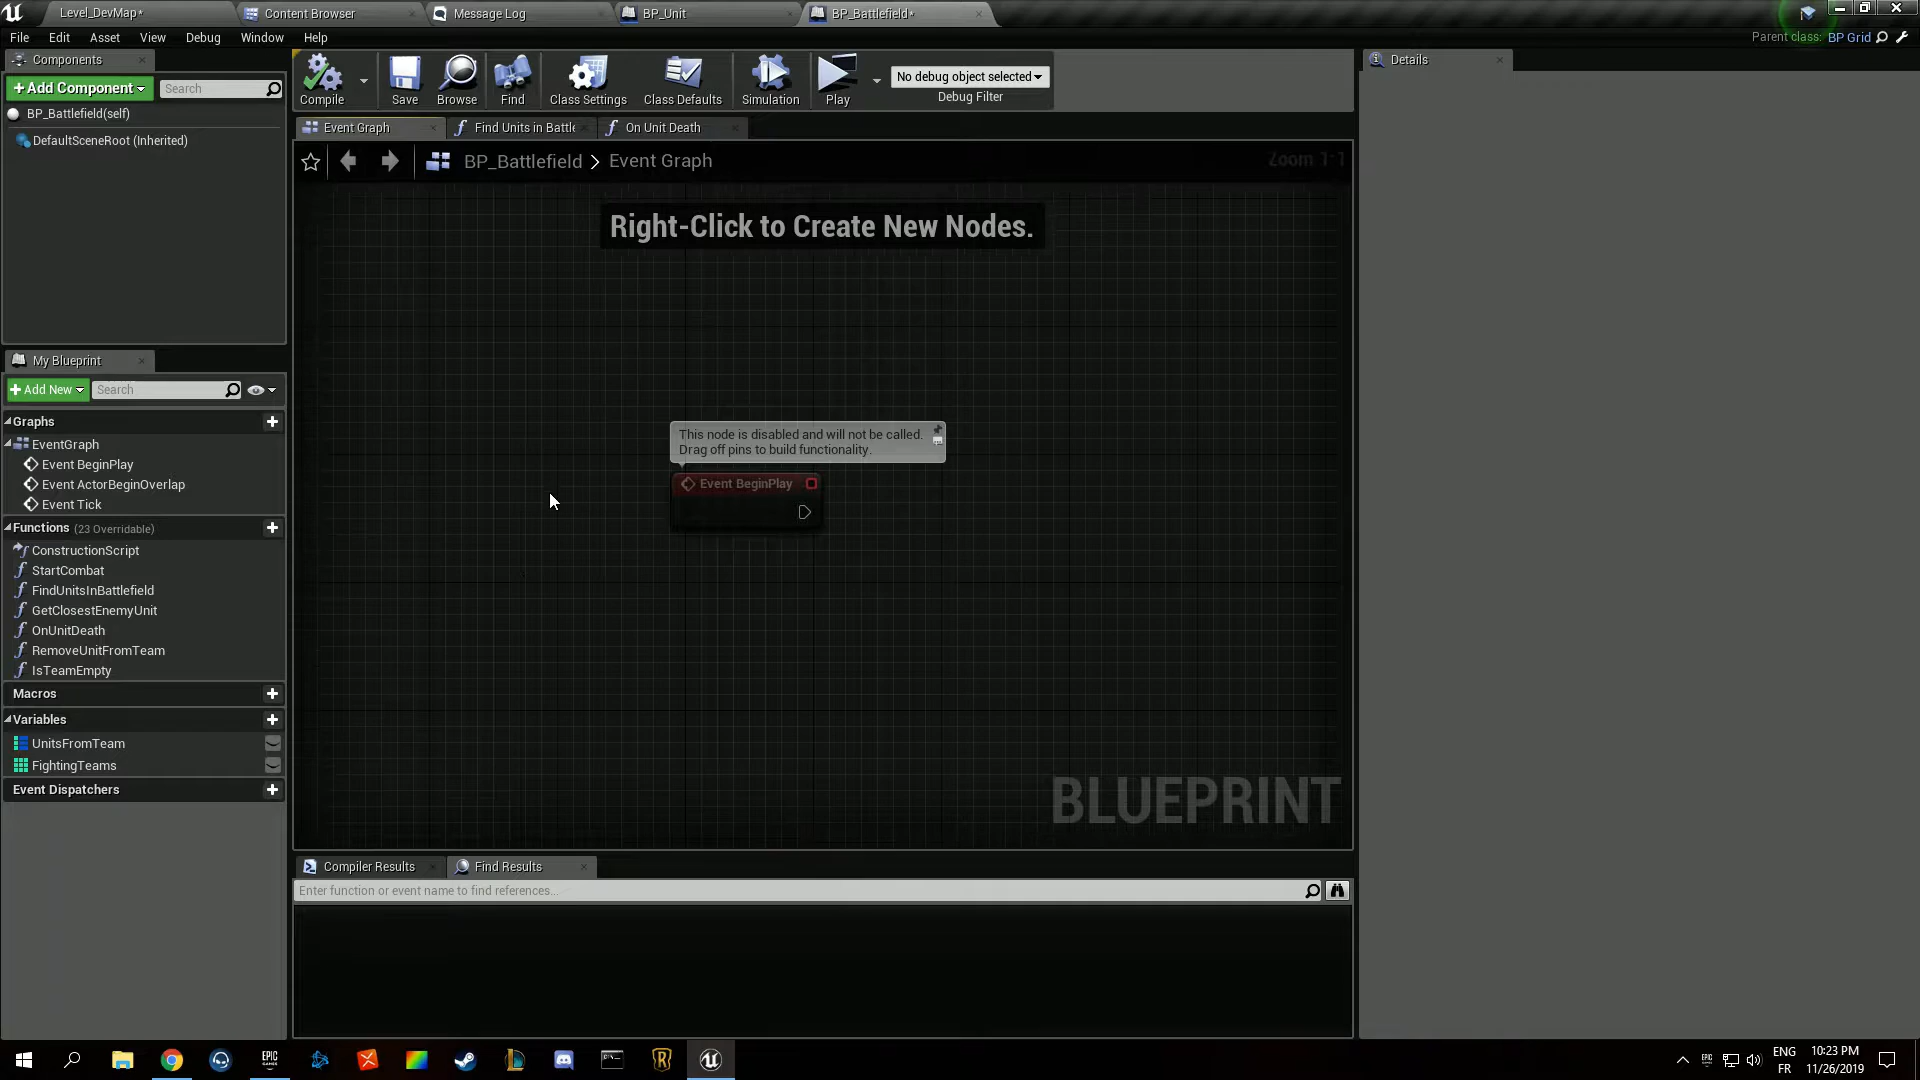 Level_DevMap*
Content Browser
Message Log
BP_Unit
BP_Battlefield*
File Edit Asset View Debug Window Help
Parent class: BP Grid
Components
+Add Component
Search
BP_Battlefield(self)
DefaultSceneRoot (Inherited)
Compile
Save
Browse
Find
Class Settings
Class Defaults
Simulation
Play
No debug object selected
Debug Filter
Details
Event Graph
Find Units in Battle
On Unit Death
BP_Battlefield > Event Graph
Zoom 1:1
Right-Click to Create New Nodes.
This node is disabled and will not be called.
Drag off pins to build functionality.
Event BeginPlay
BLUEPRINT
My Blueprint
+Add New
Search
Graphs
EventGraph
Event BeginPlay
Event ActorBeginOverlap
Event Tick
Functions (23 Overridable)
ConstructionScript
StartCombat
FindUnitsInBattlefield
GetClosestEnemyUnit
OnUnitDeath
RemoveUnitFromTeam
IsTeamEmpty
Macros
Variables
UnitsFromTeam
FightingTeams
Event Dispatchers
Compiler Results
Find Results
Enter function or event name to find references...
EPIC GAMES
ENG
FR
10:23 PM
11/26/2019